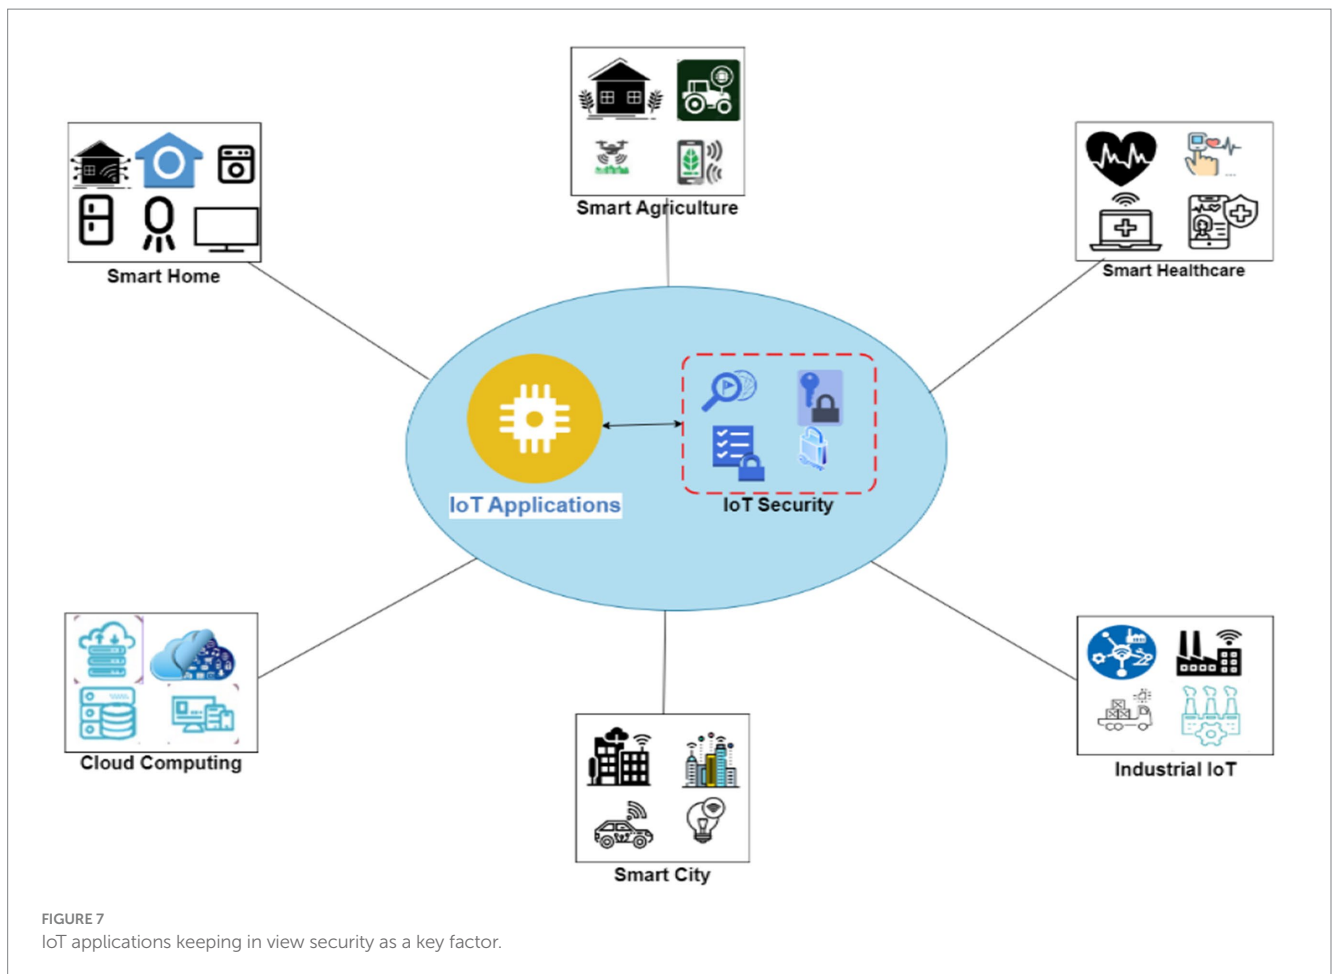 Smart Agriculture
Smart Home
Smart Healthcare
IoT Applications
IoT Security
Cloud Computing
Industrial IoT
Smart City
FIGURE 7
IoT applications keeping in view security as a key factor.